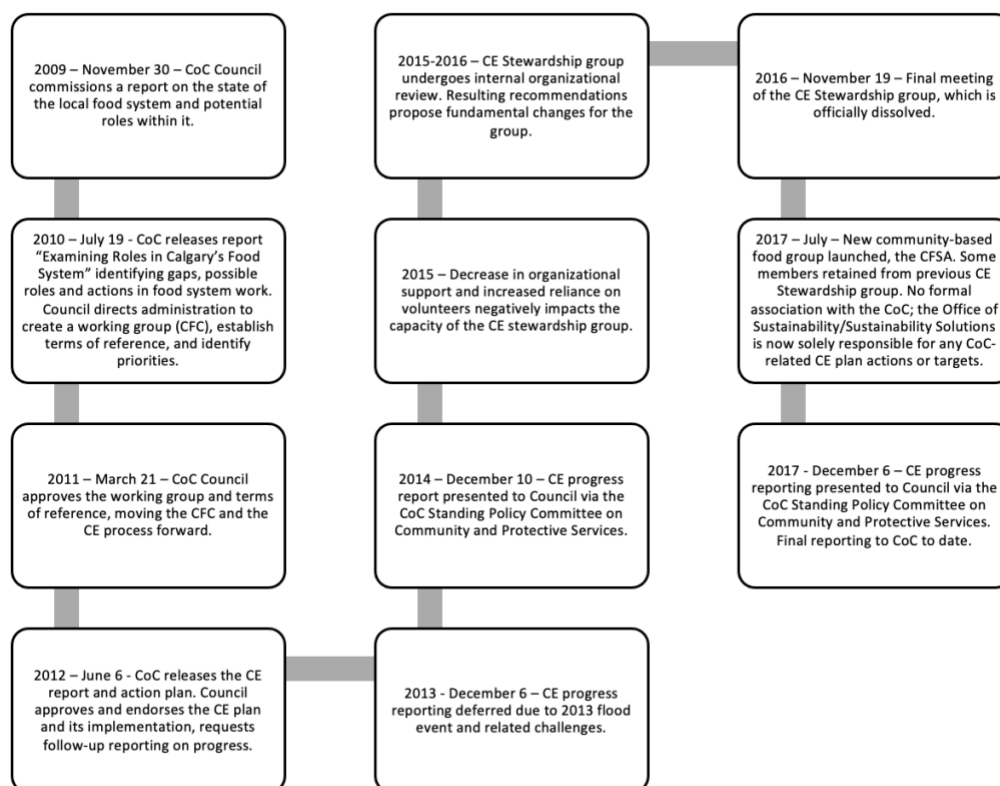 2009 – November 30 – CoC Council
commissions a report on the state of
the local food system and potential
roles within it.
2010 – July 19 - CoC releases report
“Examining Roles in Calgary’s Food
System” identifying gaps, possible
roles and actions in food system work.
Council directs administration to
create a working group (CFC), establish
terms of reference, and identify
priorities.
2011 – March 21 – CoC Council
approves the working group and terms
of reference, moving the CFC and the
CE process forward.
2012 – June 6 - CoC releases the CE
report and action plan. Council
approves and endorses the CE plan
and its implementation, requests
follow-up reporting on progress.
2013 - December 6 – CE progress
reporting deferred due to 2013 flood
event and related challenges.
2014 – December 10 – CE progress
report presented to Council via the
CoC Standing Policy Committee on
Community and Protective Services.
2015 – Decrease in organizational
support and increased reliance on
volunteers negatively impacts the
capacity of the CE stewardship group.
2015-2016 – CE Stewardship group
undergoes internal organizational
review. Resulting recommendations
propose fundamental changes for the
group.
2016 – November 19 – Final meeting
of the CE Stewardship group, which is
officially dissolved.
2017 – July – New community-based
food group launched, the CFSA. Some
members retained from previous CE
Stewardship group. No formal
association with the CoC; the Office of
Sustainability/Sustainability Solutions
is now solely responsible for any CoC-
related CE plan actions or targets.
2017 - December 6 – CE progress
reporting presented to Council via the
CoC Standing Policy Committee on
Community and Protective Services.
Final reporting to CoC to date.